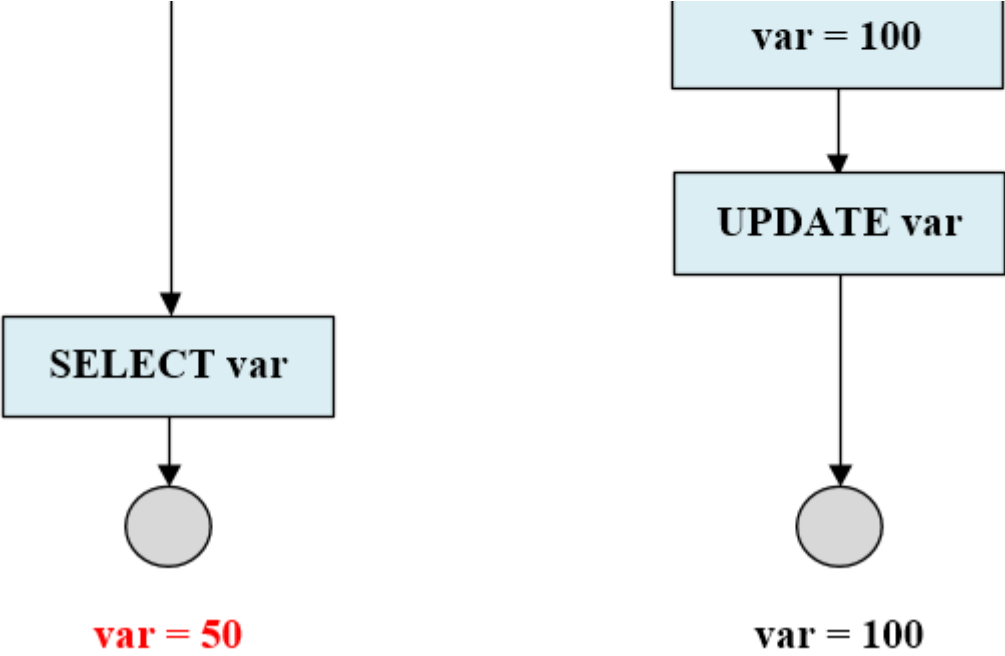 var = 100
UPDATE var
SELECT var
var = 50
var = 100